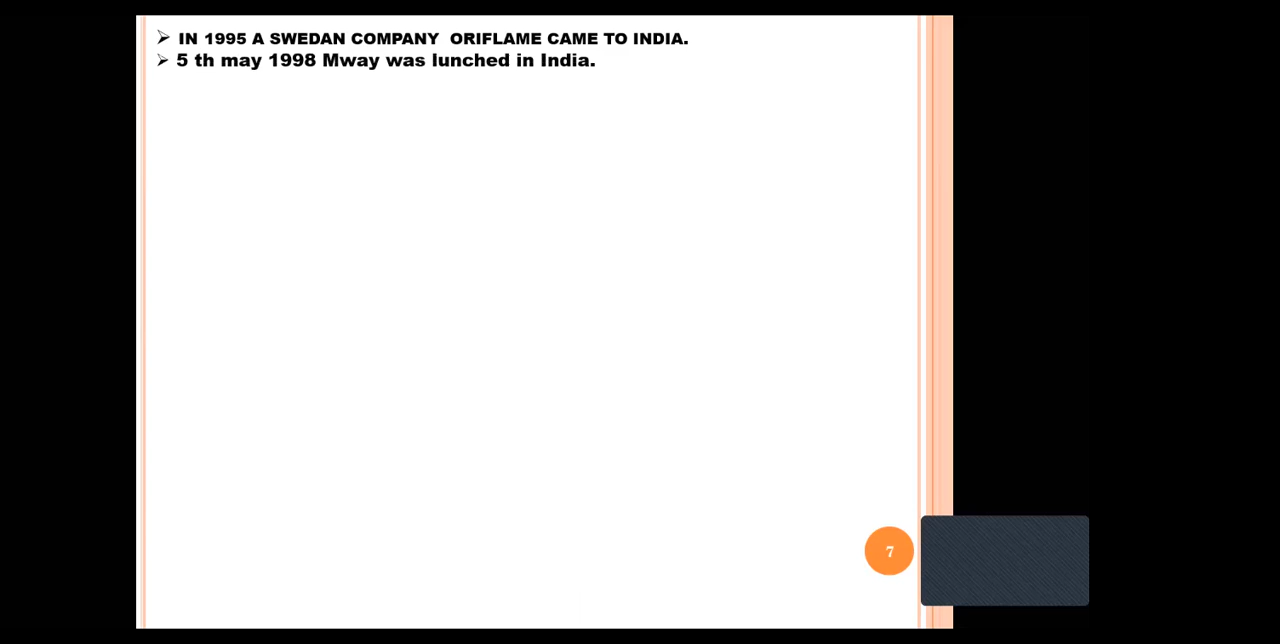 ➢ IN 1995 A SWEDAN COMPANY ORIFLAME CAME TO INDIA.
➢ 5 th may 1998 Mway was lunched in India.
7